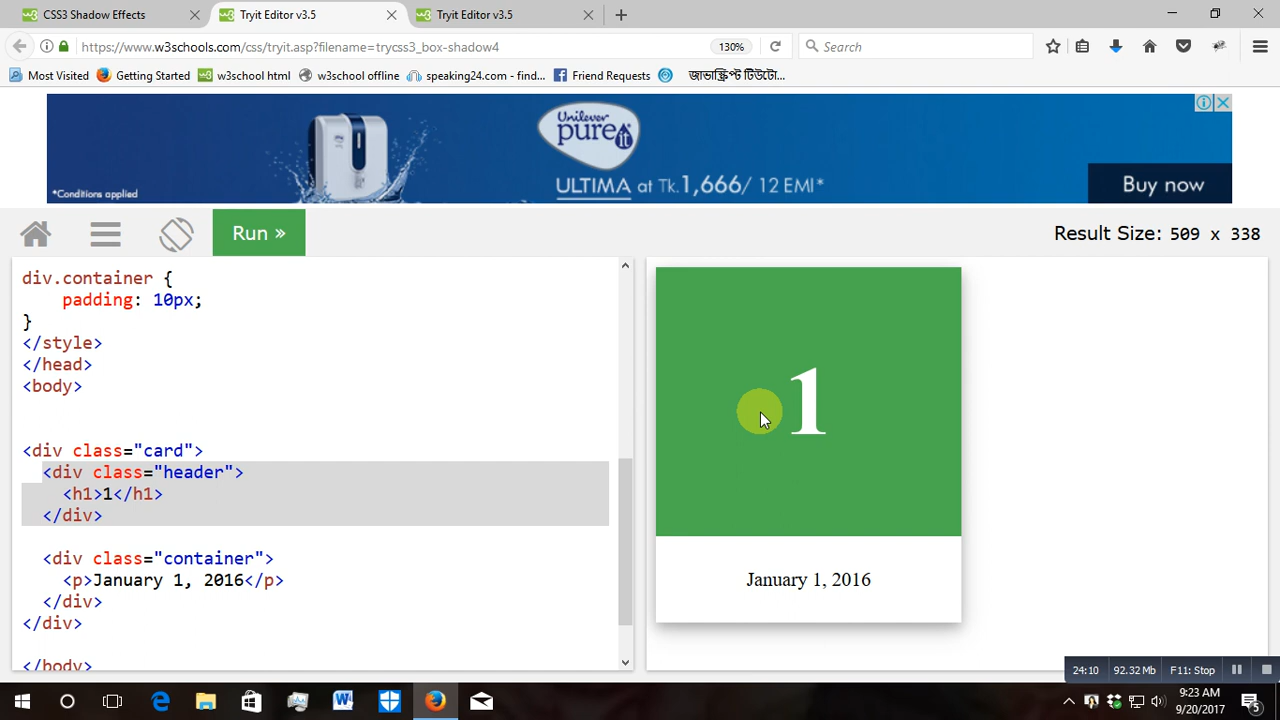 CSS3 Shadow Effects
Tryit Editor v3.5
Tryit Editor v3.5
https://www.w3schools.com/css/tryit.asp?filename=trycss3_box-shadow4
130%
Search
Most Visited
Getting Started
w3school html
w3school offline
speaking24.com - find...
Friend Requests
জাভাস্ক্রিপ্ট টিউটো...
Unilever
pureit
*Conditions applied
ULTIMA at Tk.1,666/ 12 EMI*
Buy now
Run »
Result Size: 509 x 338
div.container {
padding: 10px;
}
</style>
</head>
<body>
<div class="card">
<div class="header">
<h1>1</h1>
</div>
<div class="container">
<p>January 1, 2016</p>
</div>
</div>
</body>
1
January 1, 2016
24:10
92.32 Mb
F11: Stop
9:23 AM
9/20/2017
5